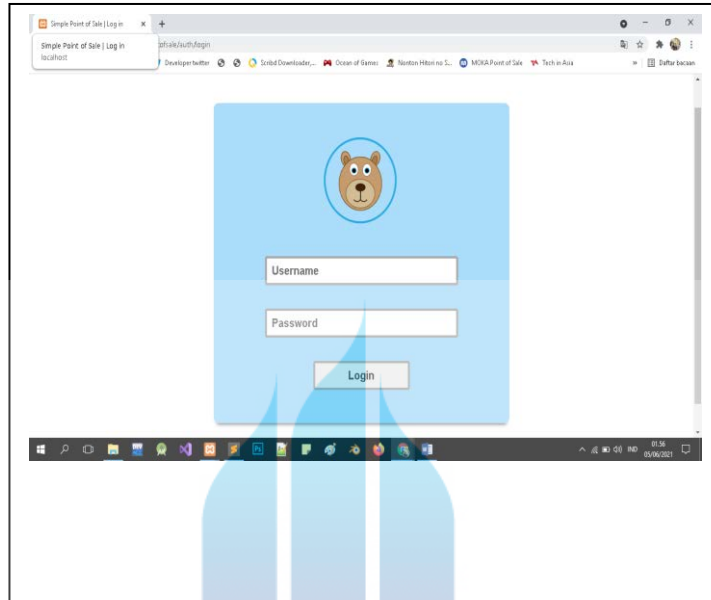 Simple Point of Sale | Log in
Simple Point of Sale | Log in
localhost
ofsale/auth/login
Developer twitter
Scribd Downloader,...
Ocean of Games
Nonton Hitori no S...
MOKA Point of Sale
Tech in Asia
»
Daftar bacaan
Username
Password
Login
Ps
IND
01.56
05/06/2021